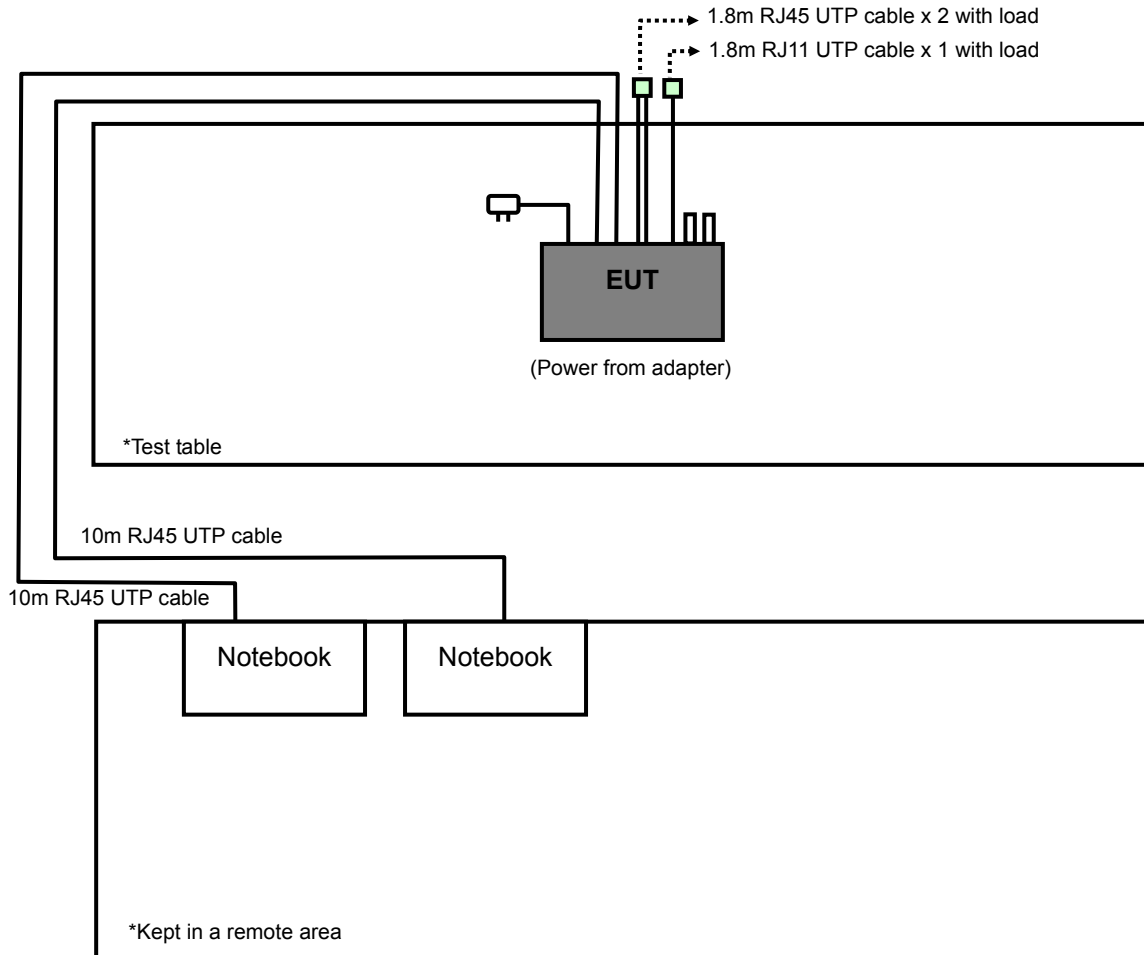 1.8m RJ45 UTP cable x 2 with load
1.8m RJ11 UTP cable x 1 with load
EUT
(Power from adapter)
*Test table
10m RJ45 UTP cable
10m RJ45 UTP cable
Notebook
Notebook
*Kept in a remote area